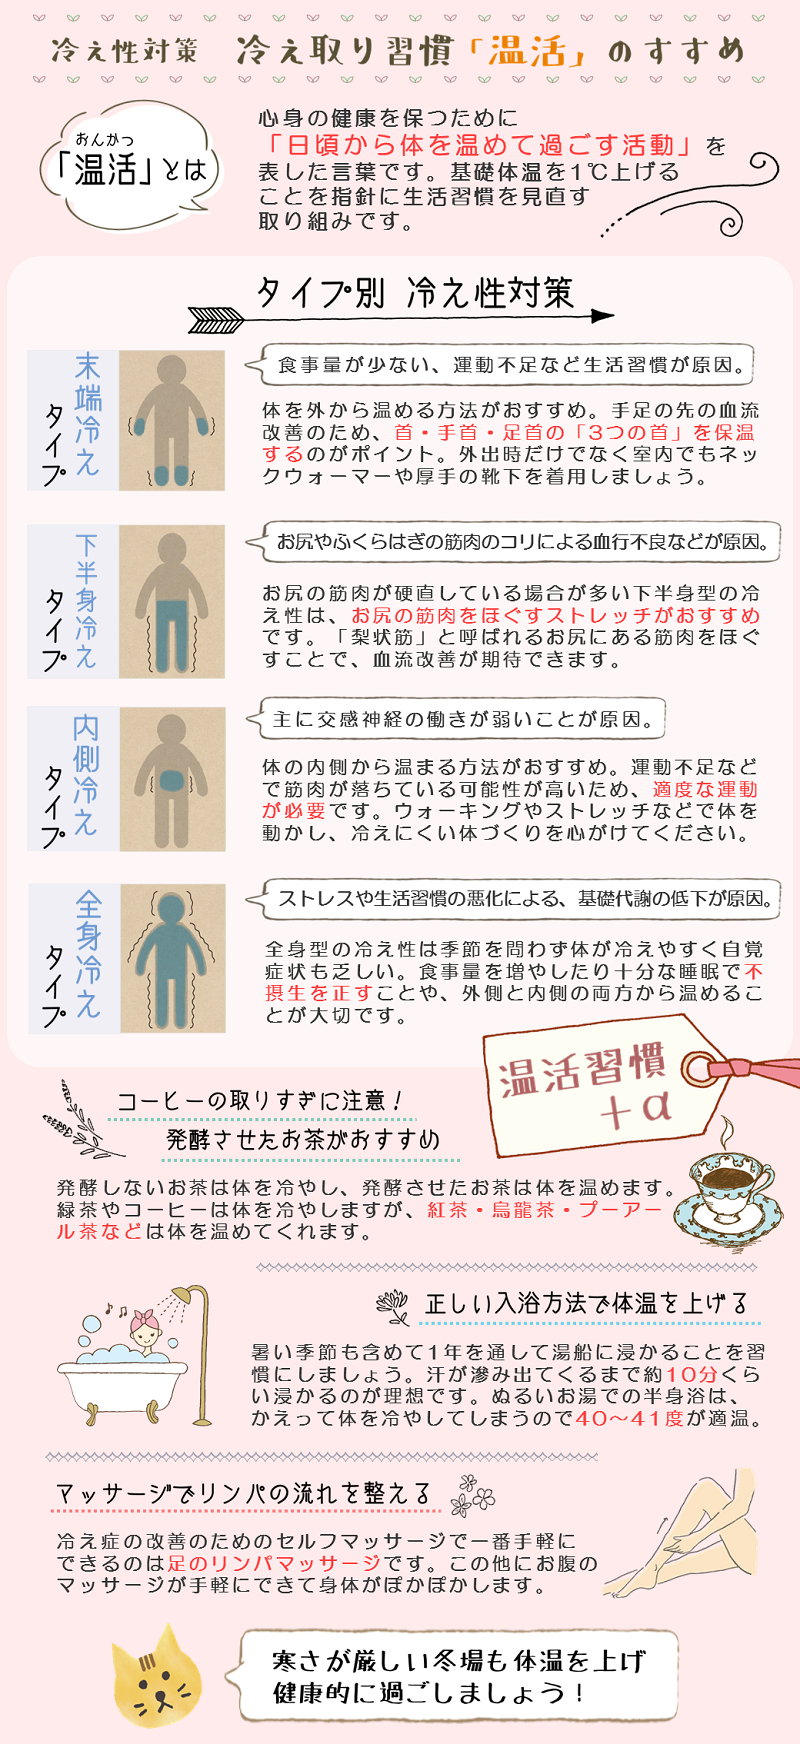 冷え性対策 冷え取り習慣「温活」のすすめ
おんかつ
「温活」とは
心身の健康を保つために
「日頃から体を温めて過ごす活動」を
表した言葉です。基礎体温を1℃上げる
ことを指針に生活習慣を見直す
取り組みです。
タイプ別 冷え性対策
末端冷え
タイプ
食事量が少ない、運動不足など生活習慣が原因。
体を外から温める方法がおすすめ。手足の先の血流
改善のため、首・手首・足首の「3つの首」を保温
するのがポイント。外出時だけでなく室内でもネッ
クウォーマーや厚手の靴下を着用しましょう。
下半身冷え
タイプ
お尻やふくらはぎの筋肉のコリによる血行不良などが原因。
お尻の筋肉が硬直している場合が多い下半身型の冷
え性は、お尻の筋肉をほぐすストレッチがおすすめ
です。「梨状筋」と呼ばれるお尻にある筋肉をほぐ
すことで、血流改善が期待できます。
内側冷え
タイプ
主に交感神経の働きが弱いことが原因。
体の内側から温まる方法がおすすめ。運動不足など
で筋肉が落ちている可能性が高いため、適度な運動
が必要です。ウォーキングやストレッチなどで体を
動かし、冷えにくい体づくりを心がけてください。
全身冷え
タイプ
ストレスや生活習慣の悪化による、基礎代謝の低下が原因。
全身型の冷え性は季節を問わず体が冷えやすく自覚
症状も乏しい。食事量を増やしたり十分な睡眠で不
摂生を正すことや、外側と内側の両方から温めるこ
とが大切です。
温活習慣
+α
コーヒーの取りすぎに注意!
発酵させたお茶がおすすめ
発酵しないお茶は体を冷やし、発酵させたお茶は体を温めます。
緑茶やコーヒーは体を冷やしますが、紅茶・烏龍茶・プーアー
ル茶などは体を温めてくれます。
正しい入浴方法で体温を上げる
暑い季節も含めて1年を通して湯船に浸かることを習
慣にしましょう。汗が滲み出てくるまで約10分くら
い浸かるのが理想です。ぬるいお湯での半身浴は、
かえって体を冷やしてしまうので40〜41度が適温。
マッサージでリンパの流れを整える
冷え症の改善のためのセルフマッサージで一番手軽に
できるのは足のリンパマッサージです。この他にお腹の
マッサージが手軽にできて身体がぽかぽかします。
寒さが厳しい冬場も体温を上げ
健康的に過ごしましょう!